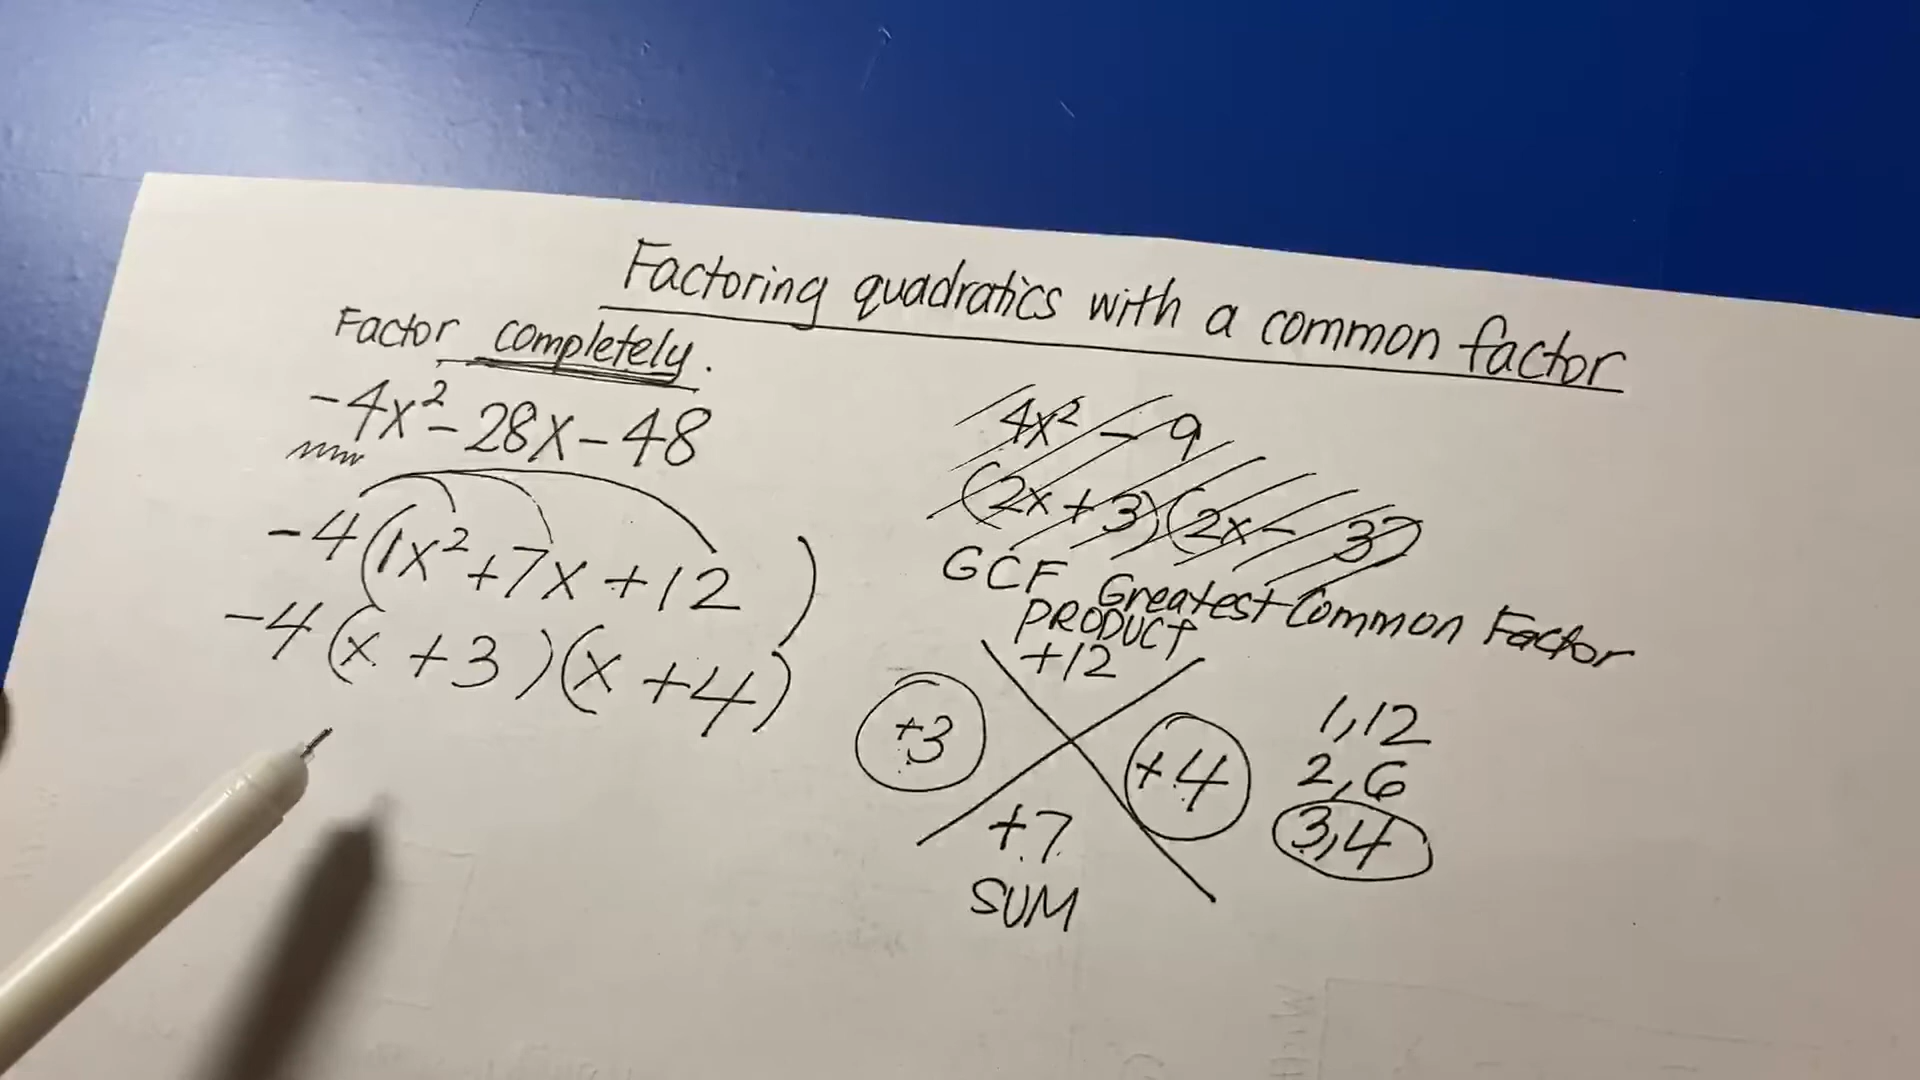 Factoring quadratics with a common factor
Factor completely.
-4x² - 28x - 48
-4(1x² + 7x + 12 )
-4(x + 3)(x + 4)
4x² - 9
(2x + 3)(2x - 3)
GCF Greatest Common Factor
PRODUCT
+12
+3
+4
+7
SUM
1,12
2,6
3,4